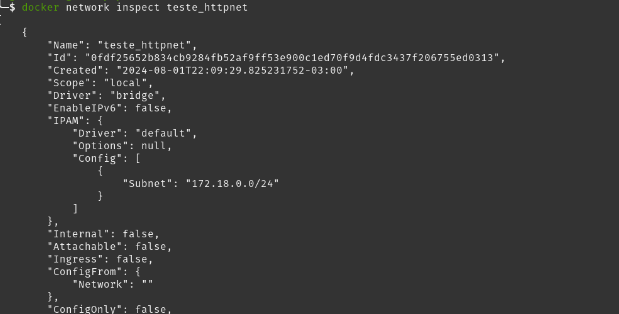 $ docker network inspect teste_httpnet
[
    {
        "Name": "teste_httpnet",
        "Id": "0fdf25652b834cb9284fb52af9ff53e900c1ed70f9d4fdc3437f206755ed0313",
        "Created": "2024-08-01T22:09:29.825231752-03:00",
        "Scope": "local",
        "Driver": "bridge",
        "EnableIPv6": false,
        "IPAM": {
            "Driver": "default",
            "Options": null,
            "Config": [
                {
                    "Subnet": "172.18.0.0/24"
                }
            ]
        },
        "Internal": false,
        "Attachable": false,
        "Ingress": false,
        "ConfigFrom": {
            "Network": ""
        },
        "ConfigOnly": false,